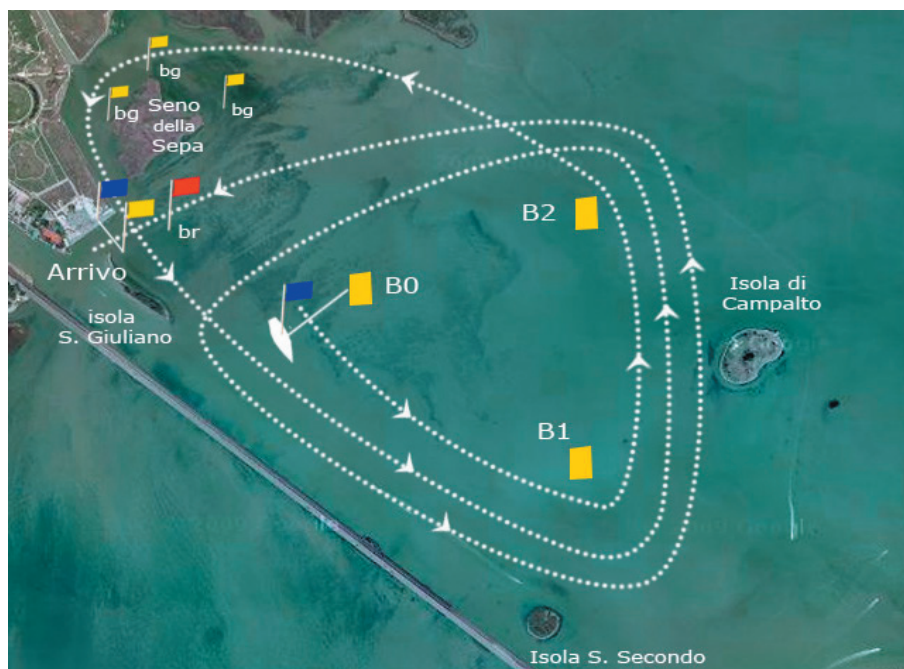 bg
bg
bg
Seno
della
Sepa
br
B2
Arrivo
B0
isola
S. Giuliano
Isola di
Campalto
B1
Isola S. Secondo